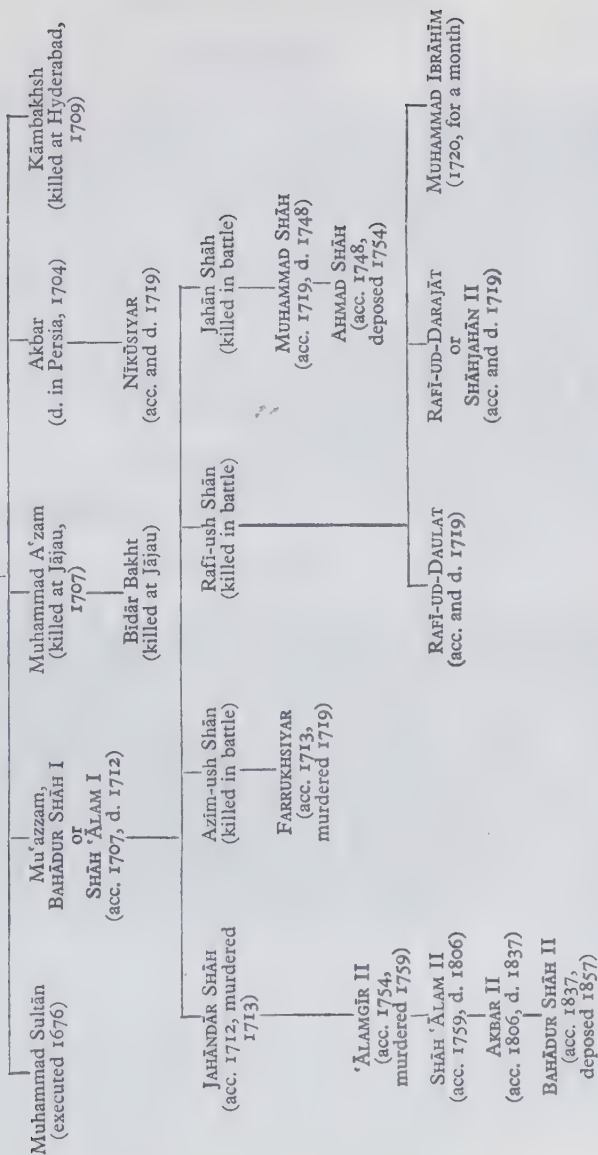 Muhammad Sultān
(executed 1676)
Mu‘azzam,
BAHĀDUR SHĀH I
or
SHĀH ‘ĀLAM I
(acc. 1707, d. 1712)
Muhammad A‘zam
(killed at Jājau,
1707)
Bīdār Bakht
(killed at Jājau)
Akbar
(d. in Persia, 1704)
NĪKŪSIYAR
(acc. and d. 1719)
Kāmbakhsh
(killed at Hyderabad,
1709)
JAHĀNDĀR SHĀH
(acc. 1712, murdered
1713)
‘ĀLAMGĪR II
(acc. 1754,
murdered 1759)
SHĀH ‘ĀLAM II
(acc. 1759, d. 1806)
AKBAR II
(acc. 1806, d. 1837)
BAHĀDUR SHĀH II
(acc. 1837,
deposed 1857)
Azim-ush Shān
(killed in battle)
FARRUKHSIYAR
(acc. 1713,
murdered 1719)
Rafi-ush Shān
(killed in battle)
RAFĪ-UD-DAULAT
(acc. and d. 1719)
RAFĪ-UD-DARAJĀT
or
SHĀHJAHĀN II
(acc. and d. 1719)
MUHAMMAD IBRĀHĪM
(1720, for a month)
Jahān Shāh
(killed in battle)
MUHAMMAD SHĀH
(acc. 1719, d. 1748)
AHMAD SHĀH
(acc. 1748,
deposed 1754)